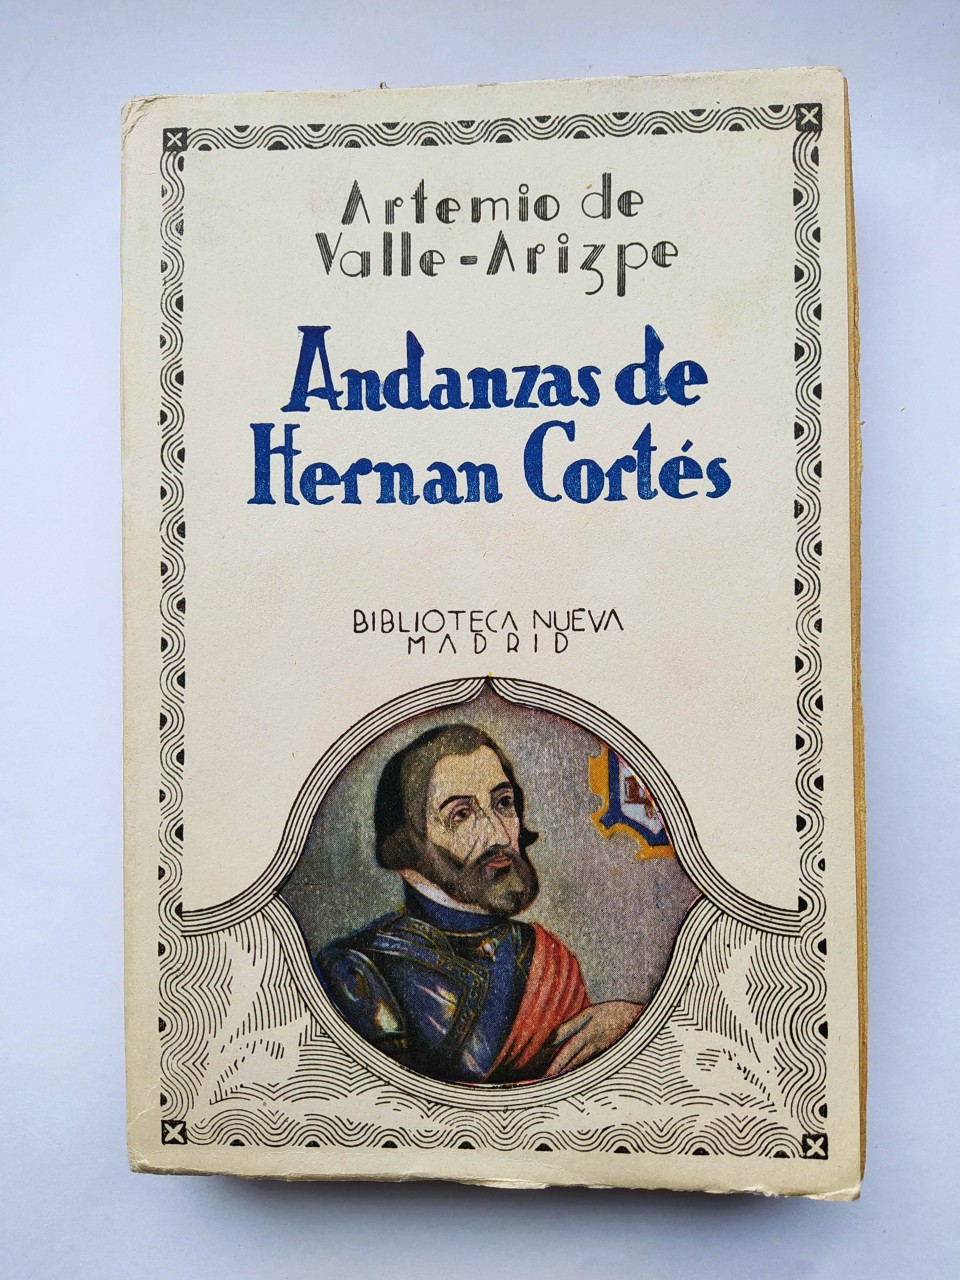 Artemio de
Valle-Arizpe
Andanzas de
Hernan Cortés
BIBLIOTECA NUEVA
MADRID